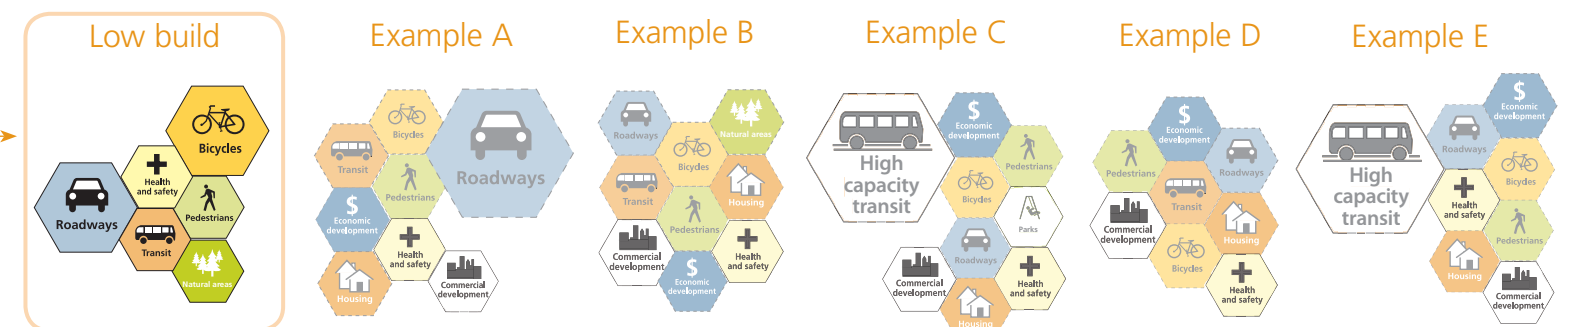 Low build
Bicycles
Health
and safety
Roadways
Pedestrians
Transit
Natural areas
Example A
Bicycles
Roadways
Transit
Pedestrians
$
Economic
development
Health
and safety
Housing
Commercial
development
Example B
Roadways
Natural areas
Bicycles
Transit
Housing
Pedestrians
Commercial
development
Health
and safety
$
Economic
development
Example C
High
capacity
transit
$
Economic
development
Pedestrians
Bicycles
Parks
Roadways
Commercial
development
Health
and safety
Housing
Example D
$
Economic
development
Pedestrians
Roadways
Transit
Commercial
development
Housing
Bicycles
Health
and safety
Example E
High
capacity
transit
$
Economic
development
Roadways
Bicycles
Health
and safety
Pedestrians
Housing
Commercial
development